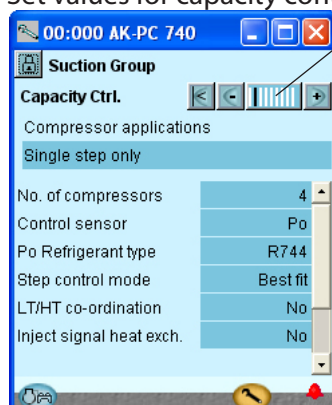 Set values for capacity con
00:000 AK-PC 740
Suction Group
Capacity Ctrl.
Compressor applications
Single step only
No. of compressors 4
Control sensor Po
Po Refrigerant type R744
Step control mode Best fit
LT/HT co-ordination No
Inject signal heat exch. No